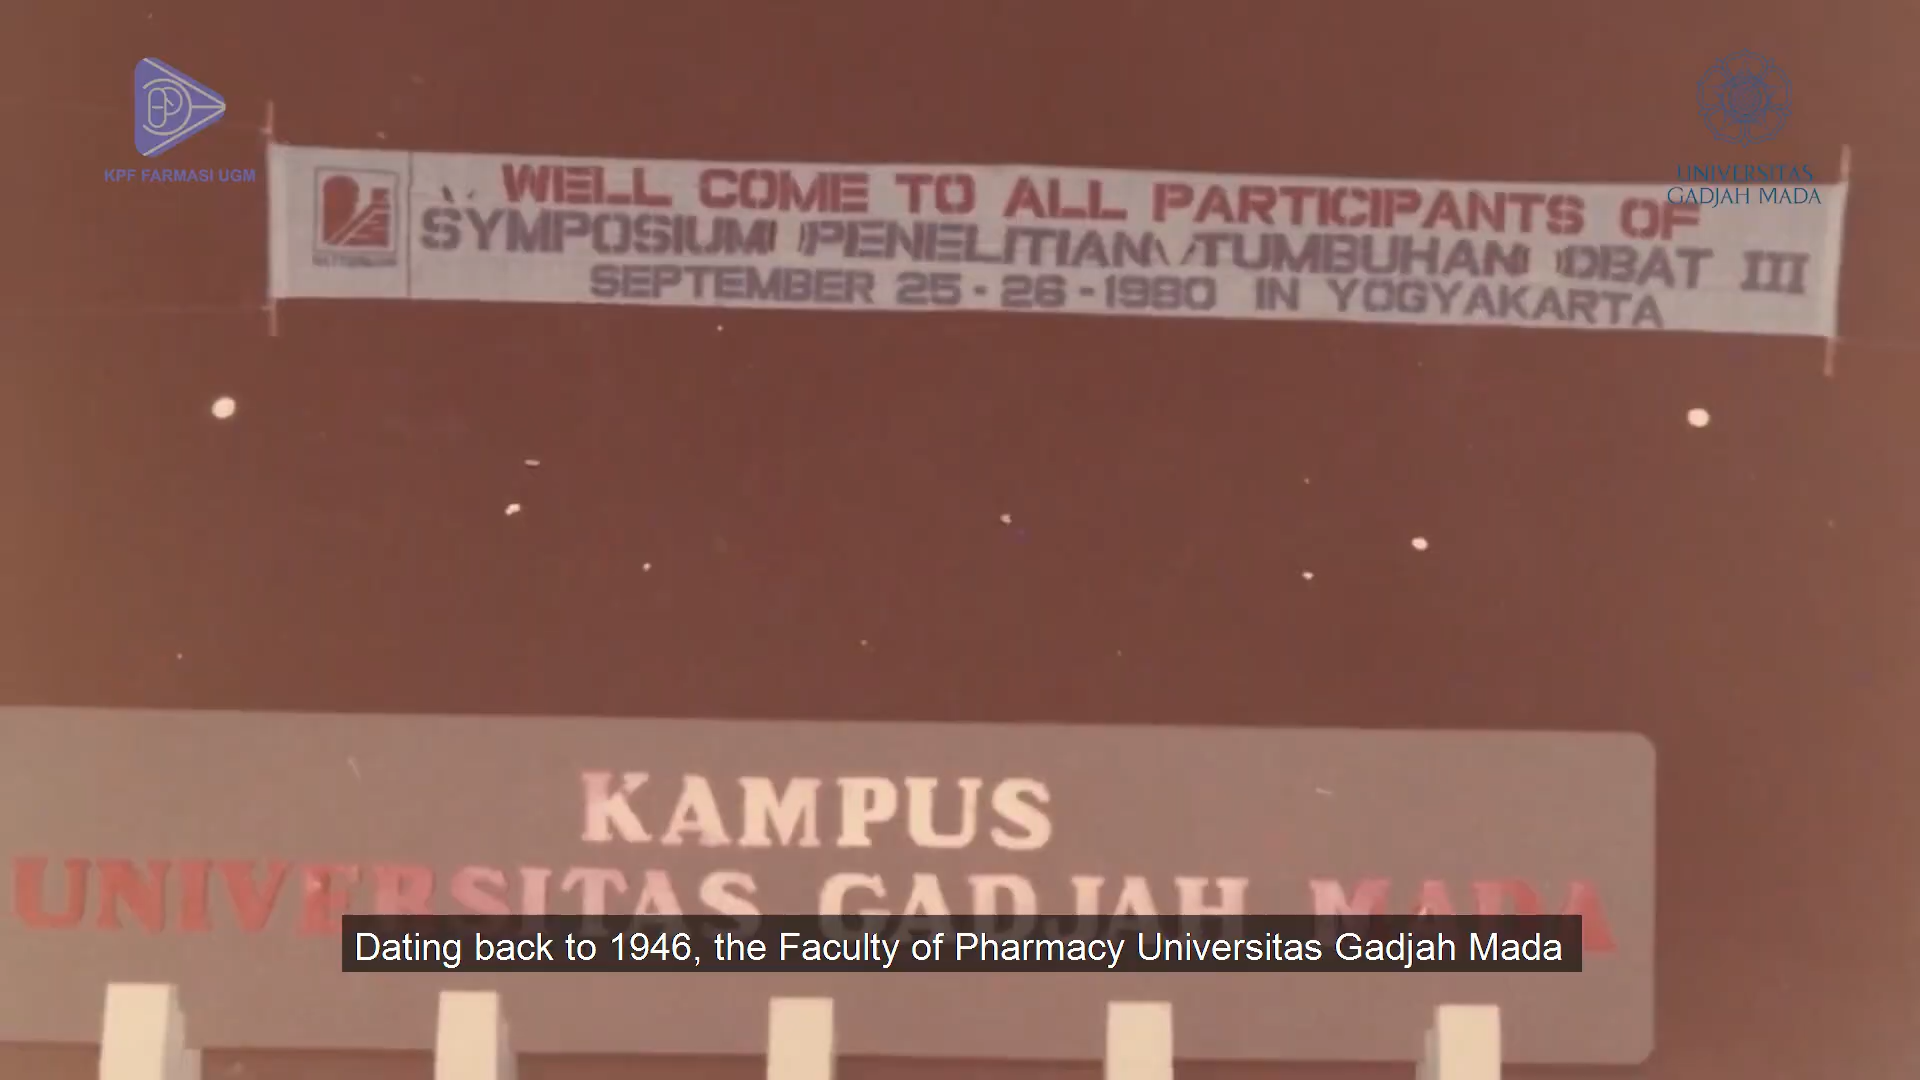 KPF FARMASI UGM
UNIVERSITAS
GADJAH MADA
WELL COME TO ALL PARTICIPANTS OF
SYMPOSIUM PENELITIAN TUMBUHAN OBAT III
SEPTEMBER 25-26-1980 IN YOGYAKARTA
KAMPUS
UNIVERSITAS GADJAH MADA
Dating back to 1946, the Faculty of Pharmacy Universitas Gadjah Mada